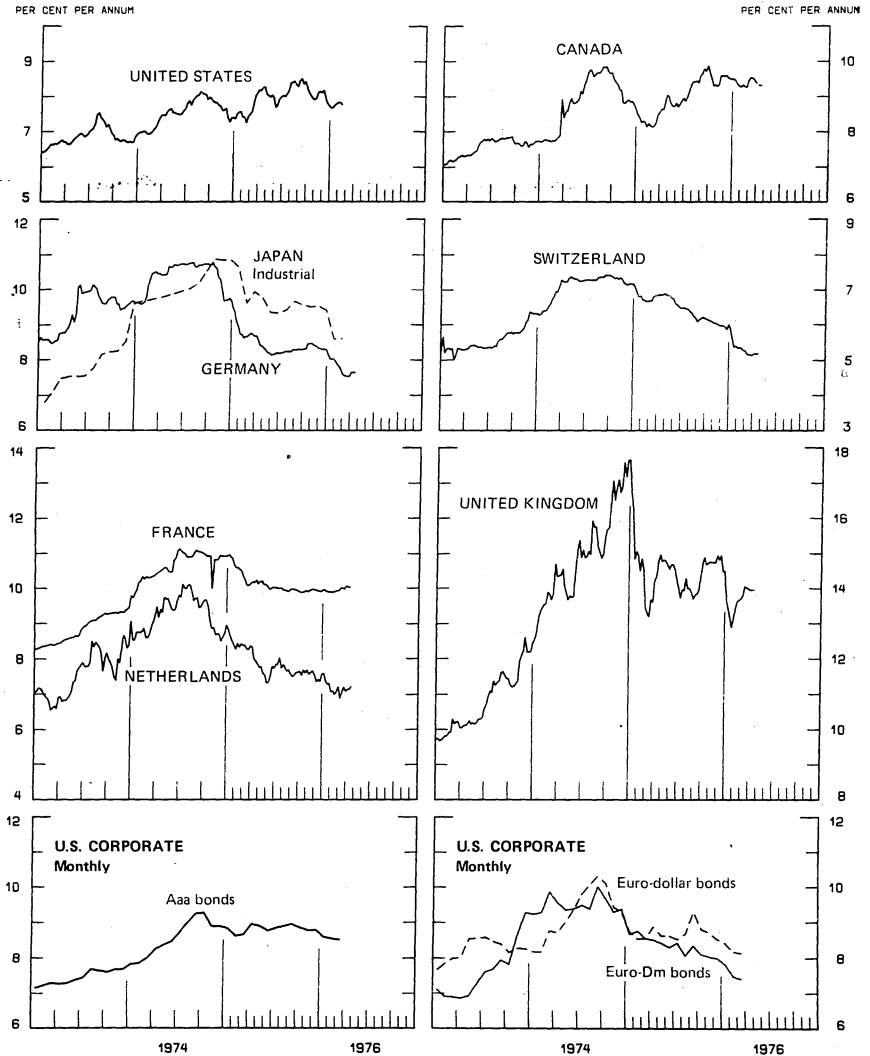 PER CENT PER ANNUM
PER CENT PER ANNUM
UNITED STATES
9
7
5
CANADA
10
8
6
JAPAN
Industrial
GERMANY
12
10
8
6
SWITZERLAND
9
7
5
3
FRANCE
NETHERLANDS
14
12
10
8
6
4
UNITED KINGDOM
18
16
14
12
10
8
U.S. CORPORATE
Monthly
Aaa bonds
12
10
8
6
1974
1976
U.S. CORPORATE
Monthly
Euro-dollar bonds
Euro-Dm bonds
12
10
8
6
1974
1976